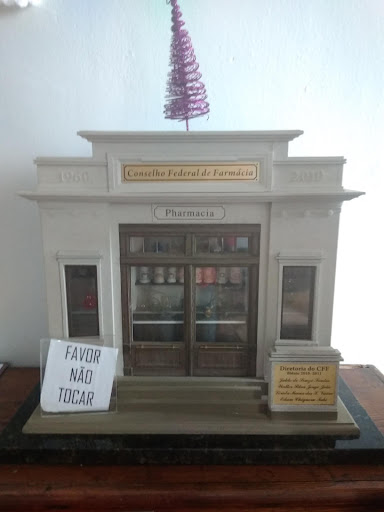 1960
Conselho Federal de Farmácia
2010
Pharmacia
FAVOR
NÃO
TOCAR
Diretoria do CFF